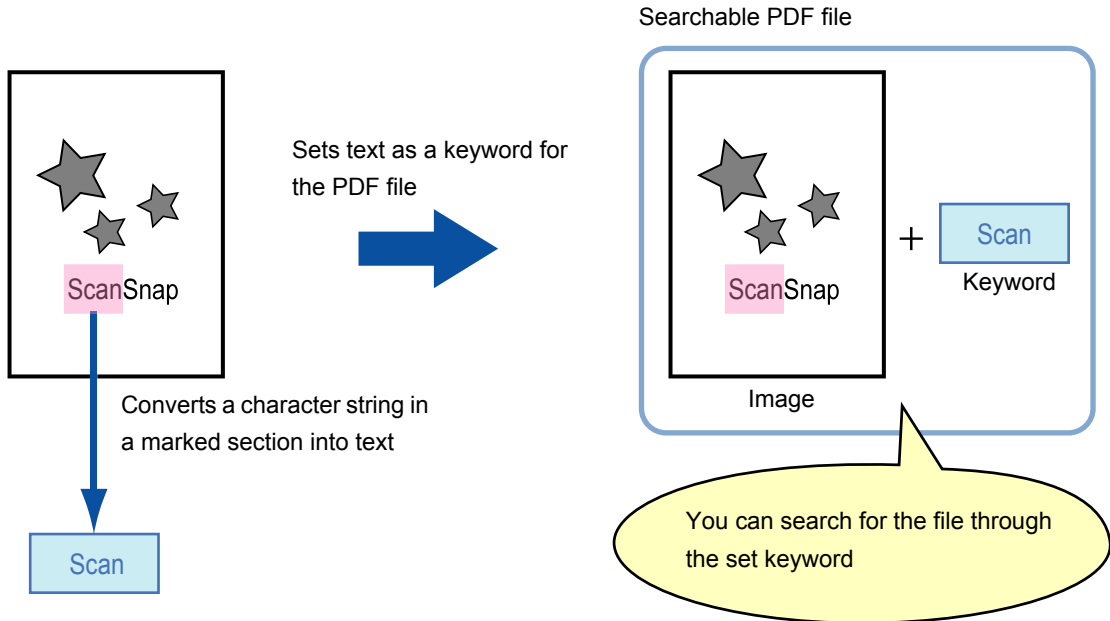 Searchable PDF file
Sets text as a keyword for
the PDF file
ScanSnap
Converts a character string in
a marked section into text
Scan
ScanSnap
Image
+
Scan
Keyword
You can search for the file through
the set keyword